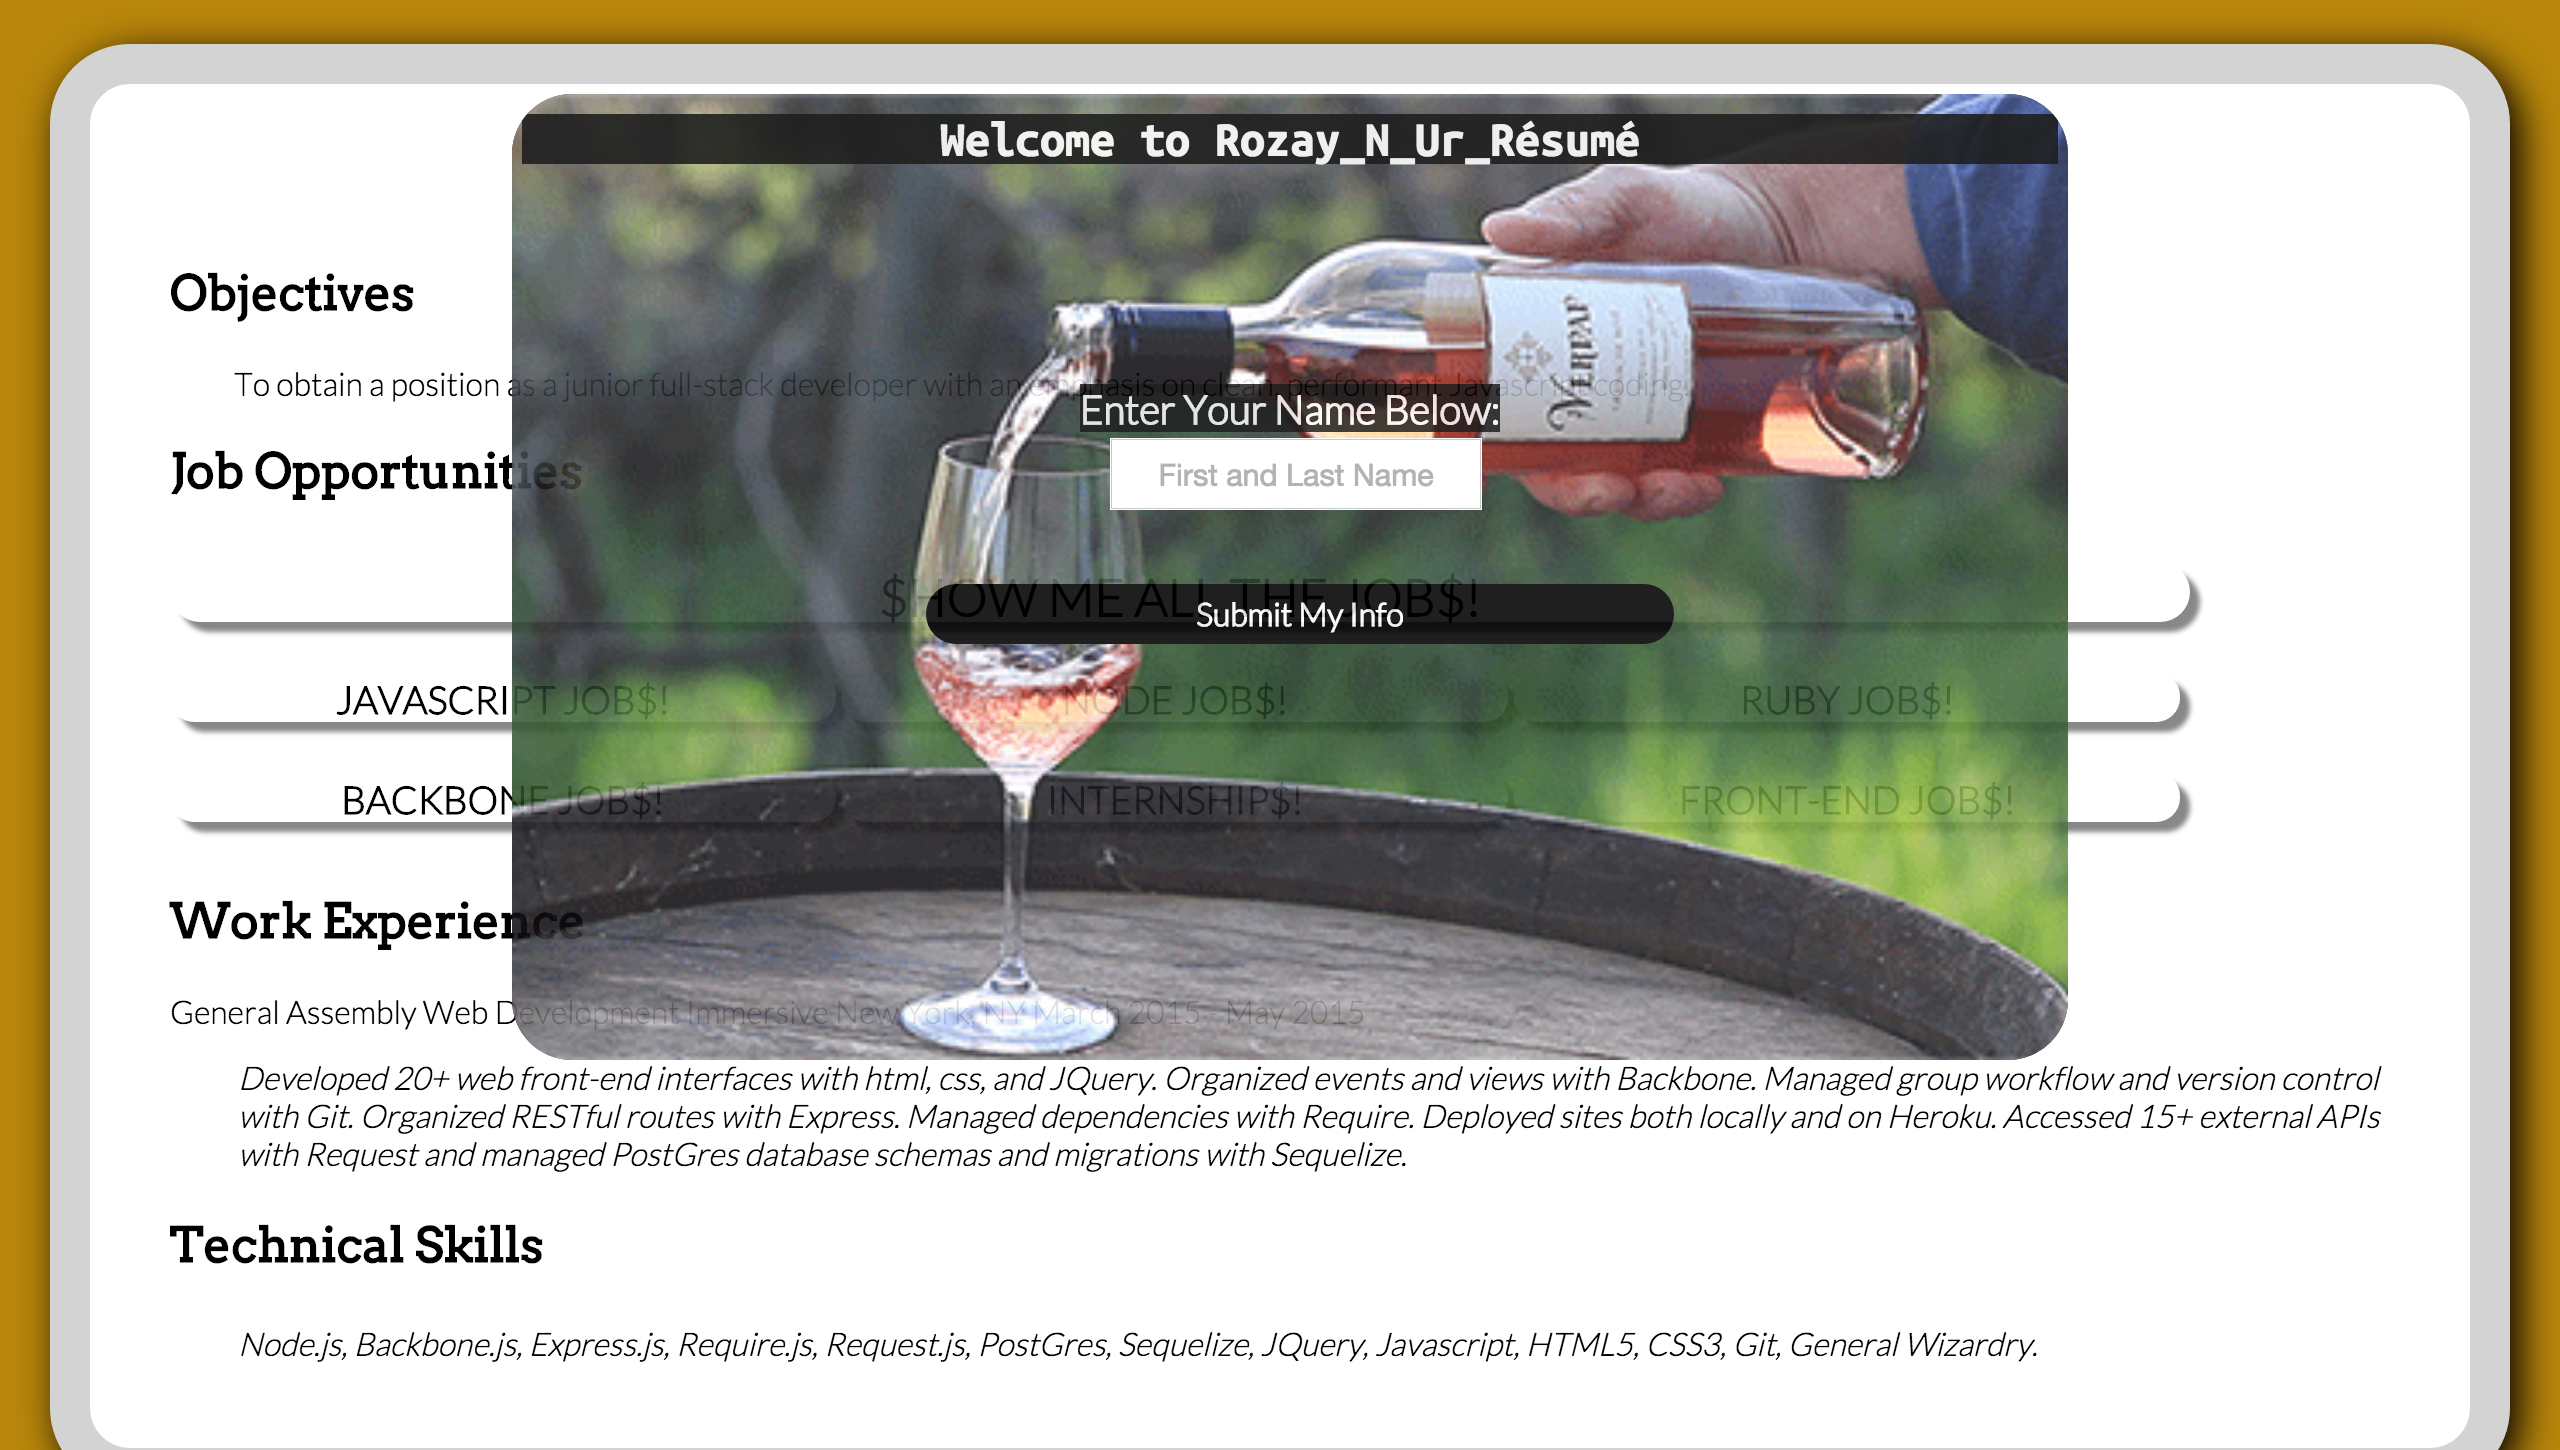 Welcome to Rozay_N_Ur_Résumé
Objectives
To obtain a position as a junior full-stack developer with an emphasis on clean, performant Javascript coding.
Enter Your Name Below:
VERPAP
Job Opportunities
First and Last Name
$HOW ME ALL THE JOB$!
Submit My Info
JAVASCRIPT JOB$! NODE JOB$! RUBY JOB$!
BACKBONE JOB$! INTERNSHIP$! FRONT-END JOB$!
Work Experience
General Assembly Web Development Immersive New York, NY March 2015 - May 2015
Developed 20+ web front-end interfaces with html, css, and JQuery. Organized events and views with Backbone. Managed group workflow and version control
with Git. Organized RESTful routes with Express. Managed dependencies with Require. Deployed sites both locally and on Heroku. Accessed 15+ external APIs
with Request and managed PostGres database schemas and migrations with Sequelize.
Technical Skills
Node.js, Backbone.js, Express.js, Require.js, Request.js, PostGres, Sequelize, JQuery, Javascript, HTML5, CSS3, Git, General Wizardry.